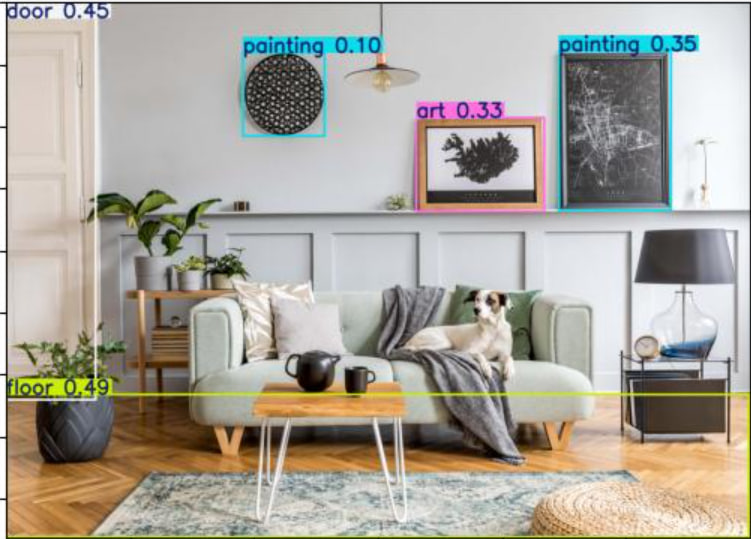 door 0.45
painting 0.10
painting 0.35
art 0.33
floor 0.49